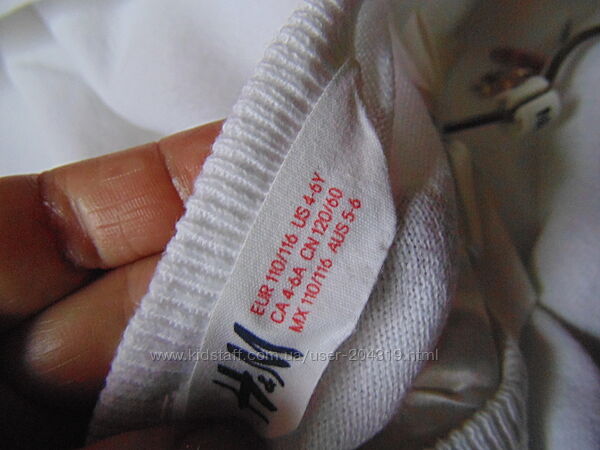 EUR 110/116 US 4-6Y
CA 4-6A CN 120/60
MX 110/116 AUS 5-6
H&M
www.kidstaff.com.ua/user-204319.html